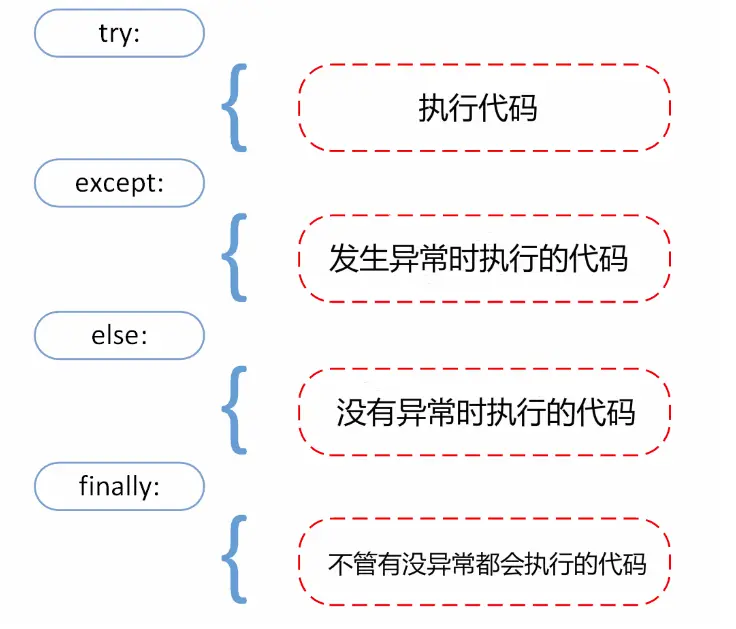 try:
执行代码
except:
发生异常时执行的代码
else:
没有异常时执行的代码
finally:
不管有没异常都会执行的代码